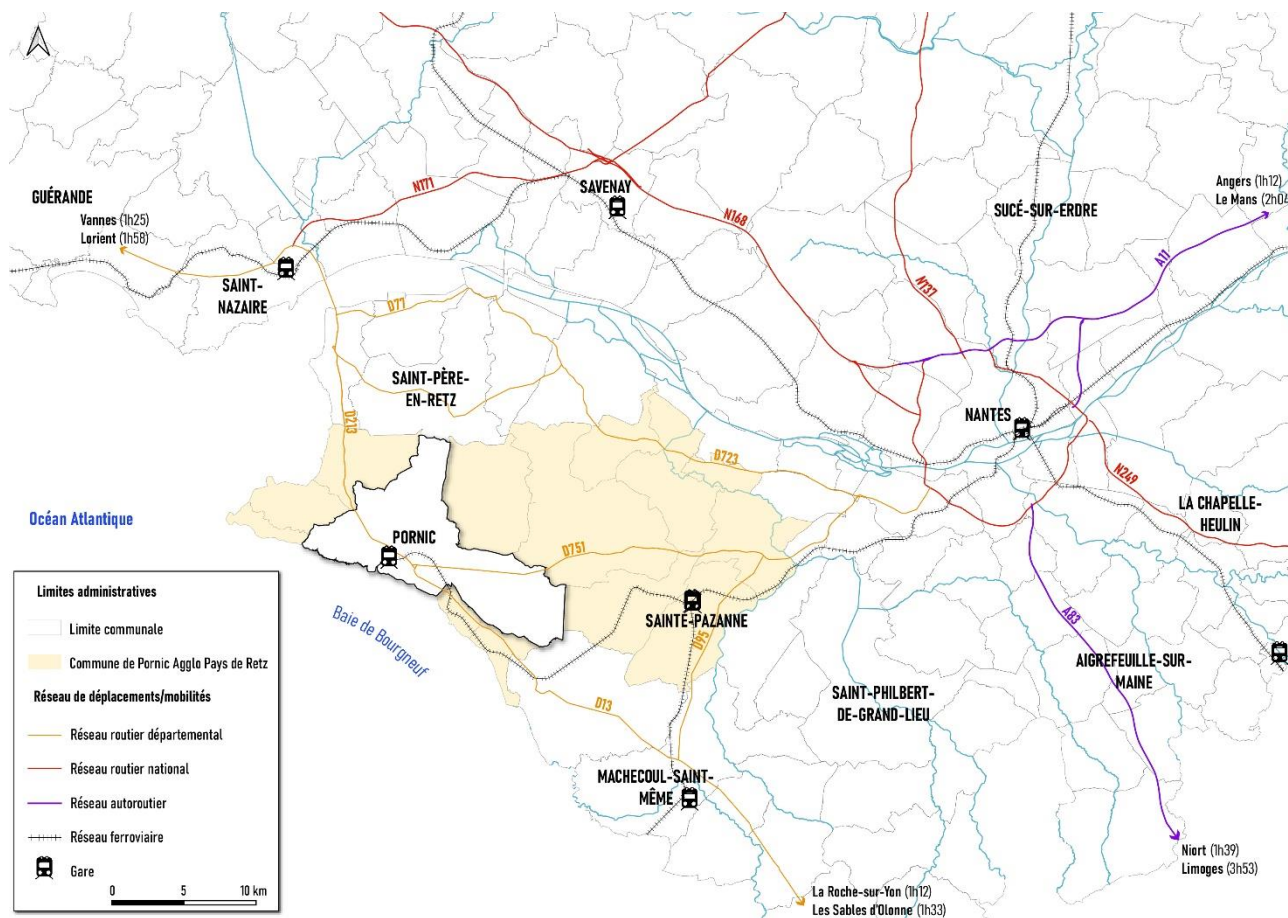 GUÉRANDE
Vannes (1h25)
Lorient (1h58)
N171
SAVENAY
N168
SUCÉ-SUR-ERDRE
Angers (1h12)
Le Mans (2h04
A11
N137
SAINT-
NAZAIRE
D77
SAINT-PÈRE-
EN-RETZ
D213
NANTES
D723
N249
LA CHAPELLE-
HEULIN
Océan Atlantique
PORNIC
D751
SAINTÉ-PAZANNE
D95
Baie de Bourgneuf
A83
AIGREFEUILLE-SUR-
MAINE
SAINT-PHILBERT-
DE-GRAND-LIEU
D13
MACHECOUL-SAINT-
MÊME
Niort (1h39)
Limoges (3h53)
La Roche-sur-Yon (1h12)
Les Sables d'Olonne (1h33)
Limites administratives
Limite communale
Commune de Pornic Agglo Pays de Retz
Réseau de déplacements/mobilités
Réseau routier départemental
Réseau routier national
Réseau autoroutier
Réseau ferroviaire
Gare
0 5 10 km